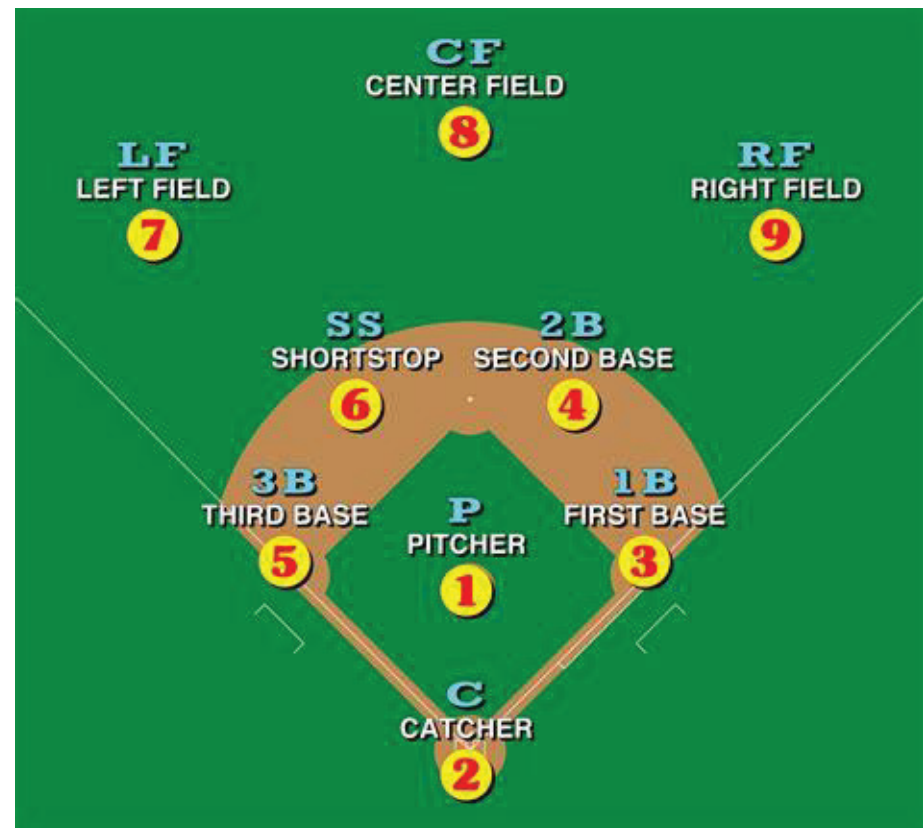 CF
CENTER FIELD
8
LF
LEFT FIELD
7
RF
RIGHT FIELD
9
SS
SHORTSTOP
6
2B
SECOND BASE
4
3B
THIRD BASE
5
P
PITCHER
1
1B
FIRST BASE
3
C
CATCHER
2